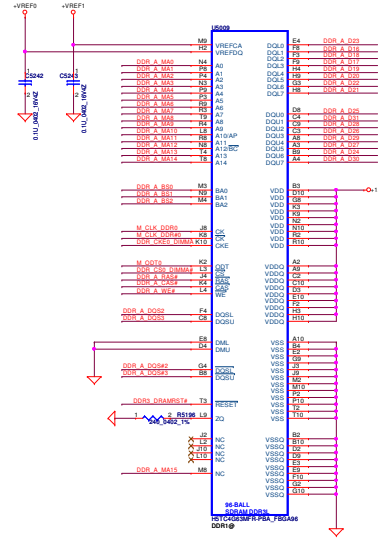 +VREF0
+VREF1
U5009
M9 VREFCA
H2 VREFDQ
C5242
C5243
0.1U_0402_16V4Z
0.1U_0402_16V4Z
1
2
1
2
DDR_A_MA0 N4 A0
DDR_A_MA1 P8 A1
DDR_A_MA2 P4 A2
DDR_A_MA3 N3 A3
DDR_A_MA4 P9 A4
DDR_A_MA5 P3 A5
DDR_A_MA6 R9 A6
DDR_A_MA7 R3 A7
DDR_A_MA8 T9 A8
DDR_A_MA9 R4 A9
DDR_A_MA10 L8 A10/AP
DDR_A_MA11 R8 A11
DDR_A_MA12 N8 A12/BC
DDR_A_MA13 T4 A13
DDR_A_MA14 T8 A14
DQL0 E4 DDR_A_D23
DQL1 F8 DDR_A_D16
DQL2 F3 DDR_A_D18
DQL3 F9 DDR_A_D17
DQL4 H4 DDR_A_D19
DQL5 H9 DDR_A_D20
DQL6 G3 DDR_A_D22
DQL7 H8 DDR_A_D21
DQU0 D8 DDR_A_D25
DQU1 C4 DDR_A_D31
DQU2 C9 DDR_A_D28
DQU3 C3 DDR_A_D26
DQU4 A8 DDR_A_D29
DQU5 A3 DDR_A_D27
DQU6 B9 DDR_A_D24
DQU7 A4 DDR_A_D30
DDR_A_BS0 M3 BA0
DDR_A_BS1 N9 BA1
DDR_A_BS2 M4 BA2
M_CLK_DDR0 J8 CK
M_CLK_DDR#0 K8 CK
DDR_CKE0_DIMMA K10 CKE
VDD B3
VDD D10
VDD G8
VDD K3
VDD K9
VDD N2
VDD N10
VDD R2
VDD R10
+1
M_ODT0 K2 ODT
DDR_CS0_DIMMA# L3 CS
DDR_A_RAS# J4 RAS
DDR_A_CAS# K4 CAS
DDR_A_WE# L4 WE
VDDQ A2
VDDQ A9
VDDQ C2
VDDQ C10
VDDQ D3
VDDQ E10
VDDQ F2
VDDQ H3
VDDQ H10
DDR_A_DQS2 F4 DQSL
DDR_A_DQS3 C8 DQSU
E8 DML
D4 DMU
DDR_A_DQS#2 G4 DQSL
DDR_A_DQS#3 B8 DQSU
VSS A10
VSS B4
VSS E2
VSS G9
VSS J3
VSS J9
VSS M2
VSS M10
VSS P2
VSS P10
VSS T2
VSS T10
DDR3_DRAMRST# T3 RESET
1 2 R5196 L9 ZQ
240_0402_1%
J2 NC
L2 NC
J10 NC
L10 NC
DDR_A_MA15 M8 NC
VSSQ B2
VSSQ B10
VSSQ D2
VSSQ D9
VSSQ E3
VSSQ E9
VSSQ F10
VSSQ G2
VSSQ G10
96-BALL
SDRAM DDR3L
H5TC4G63MFR-PBA_FBGA96
DDR1@